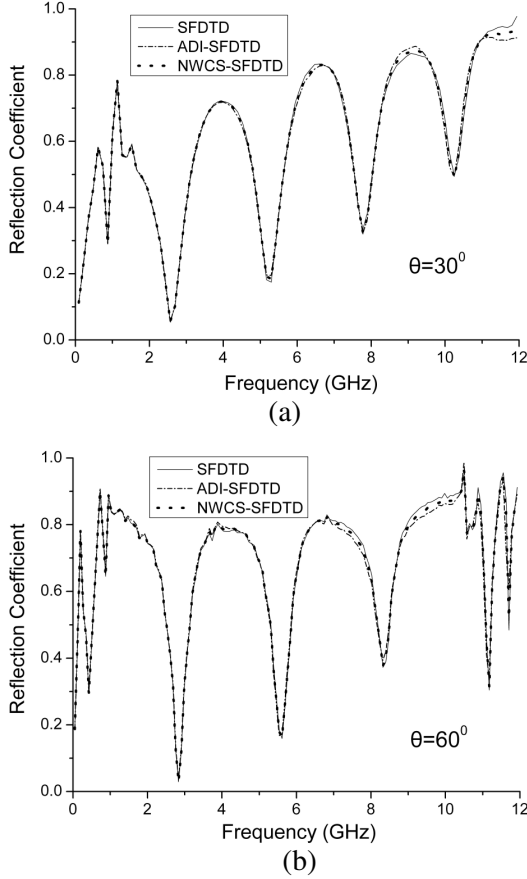 SFDTD
ADI-SFDTD
NWCS-SFDTD
1.0
0.8
0.6
0.4
0.2
0.0
Reflection Coefficient
θ=30⁰
0 2 4 6 8 10 12
Frequency (GHz)
(a)
SFDTD
ADI-SFDTD
NWCS-SFDTD
1.0
0.8
0.6
0.4
0.2
0.0
Reflection Coefficient
θ=60⁰
0 2 4 6 8 10 12
Frequency (GHz)
(b)